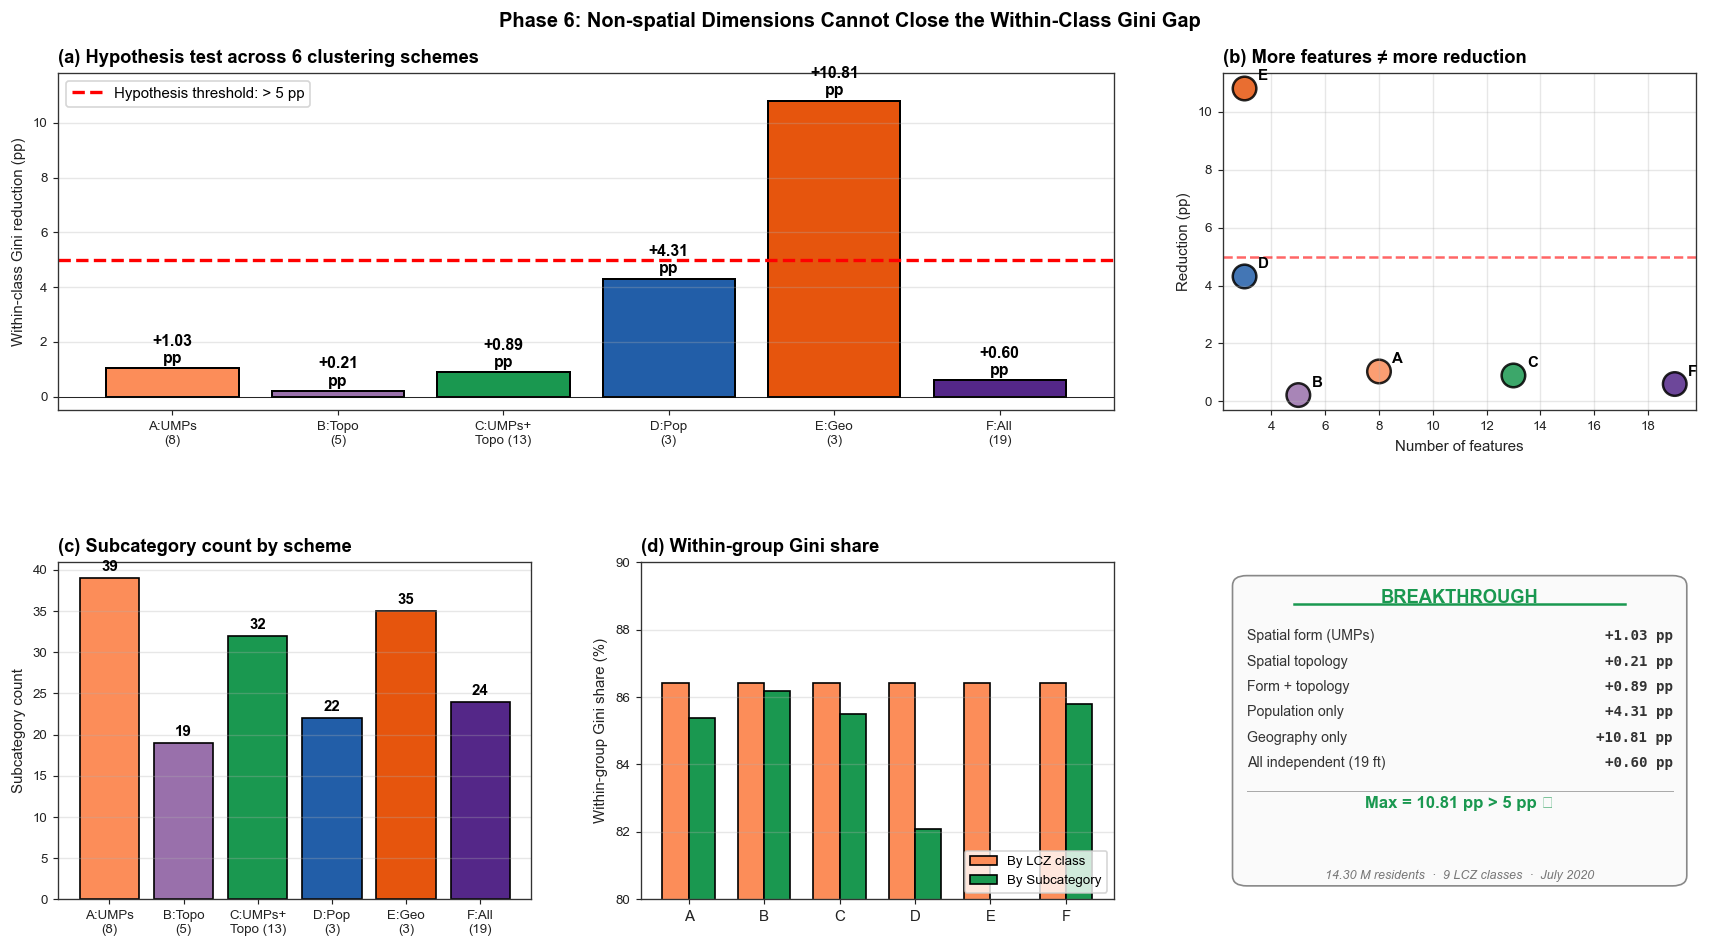 Phase 6: Non-spatial Dimensions Cannot Close the Within-Class Gini Gap
(a) Hypothesis test across 6 clustering schemes
Hypothesis threshold: > 5 pp
Within-class Gini reduction (pp)
10
8
6
4
2
0
+1.03
pp
+0.21
pp
+0.89
pp
+4.31
pp
+10.81
pp
+0.60
pp
A:UMPs
(8)
B:Topo
(5)
C:UMPs+
Topo (13)
D:Pop
(3)
E:Geo
(3)
F:All
(19)
(b) More features ≠ more reduction
Reduction (pp)
10
8
6
4
2
0
E
D
B
A
C
F
4 6 8 10 12 14 16 18
Number of features
(c) Subcategory count by scheme
Subcategory count
40
35
30
25
20
15
10
5
0
39
19
32
22
35
24
A:UMPs
(8)
B:Topo
(5)
C:UMPs+
Topo (13)
D:Pop
(3)
E:Geo
(3)
F:All
(19)
(d) Within-group Gini share
Within-group Gini share (%)
90
88
86
84
82
80
A B C D E F
By LCZ class
By Subcategory
BREAKTHROUGH
Spatial form (UMPs) +1.03 pp
Spatial topology +0.21 pp
Form + topology +0.89 pp
Population only +4.31 pp
Geography only +10.81 pp
All independent (19 ft) +0.60 pp
Max = 10.81 pp > 5 pp
14.30 M residents · 9 LCZ classes · July 2020